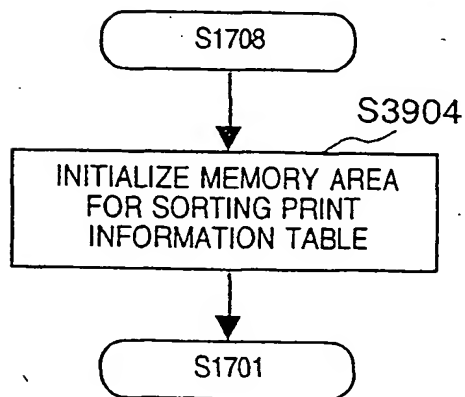 S1708
S3904
INITIALIZE MEMORY AREA
FOR SORTING PRINT
INFORMATION TABLE
S1701